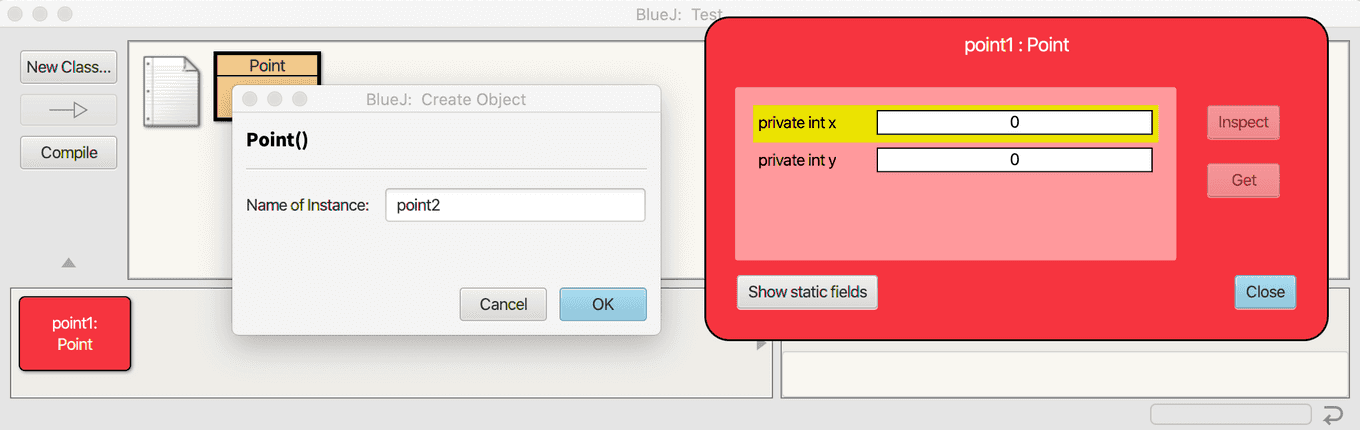 BlueJ: Test
New Class...
Compile
Point
BlueJ: Create Object
Point()
Name of Instance: point2
Cancel OK
point1 : Point
private int x 0
private int y 0
Inspect
Get
Show static fields
Close
point1:
Point